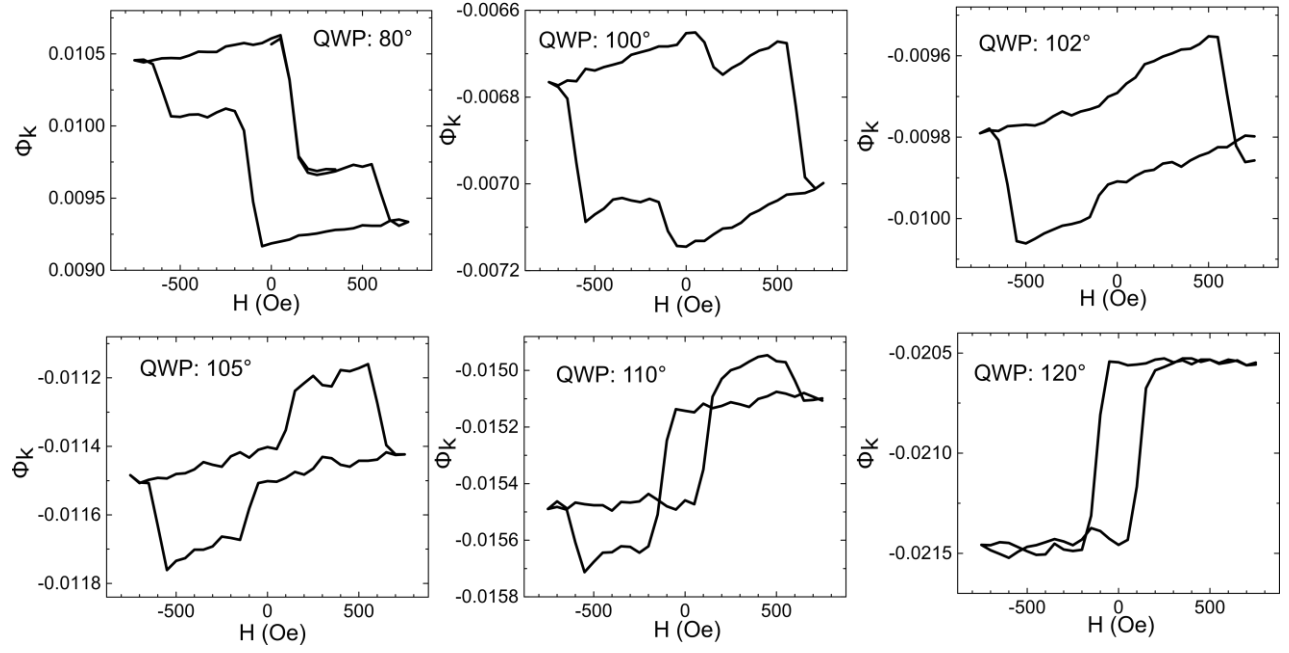 QWP: 80°
0.0105
0.0100
0.0095
0.0090
Φk
-500 0 500
H (Oe)
QWP: 100°
-0.0066
-0.0068
-0.0070
-0.0072
Φk
-500 0 500
H (Oe)
QWP: 102°
-0.0096
-0.0098
-0.0100
Φk
-500 0 500
H (Oe)
QWP: 105°
-0.0112
-0.0114
-0.0116
-0.0118
Φk
-500 0 500
H (Oe)
QWP: 110°
-0.0150
-0.0152
-0.0154
-0.0156
-0.0158
Φk
-500 0 500
H (Oe)
QWP: 120°
-0.0205
-0.0210
-0.0215
Φk
-500 0 500
H (Oe)